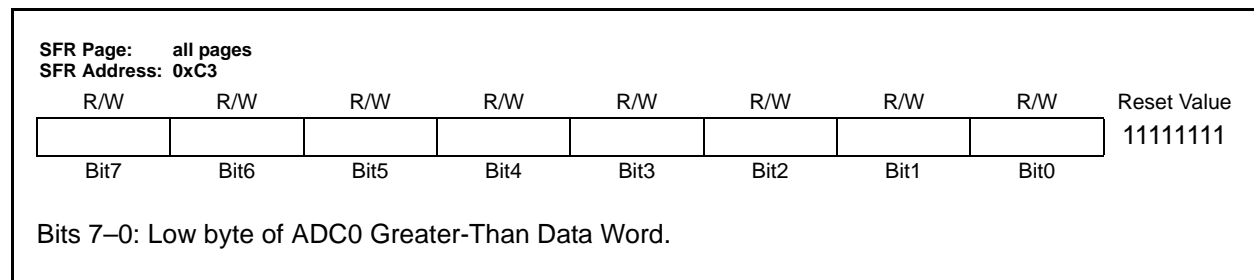 SFR Page: all pages
SFR Address: 0xC3
R/W R/W R/W R/W R/W R/W R/W R/W Reset Value
11111111
Bit7 Bit6 Bit5 Bit4 Bit3 Bit2 Bit1 Bit0
Bits 7–0: Low byte of ADC0 Greater-Than Data Word.